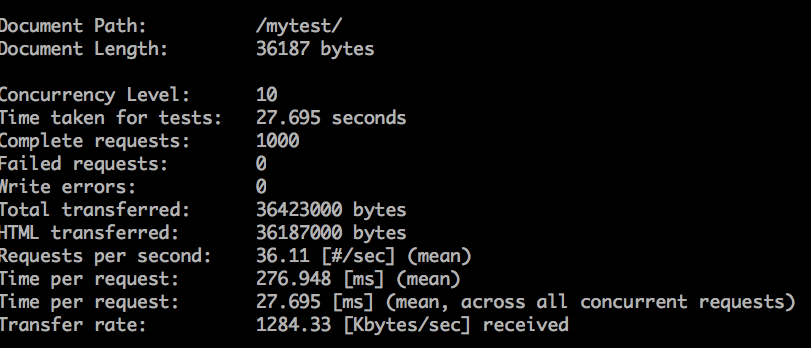 Document Path: /mytest/
Document Length: 36187 bytes
Concurrency Level: 10
Time taken for tests: 27.695 seconds
Complete requests: 1000
Failed requests: 0
Write errors: 0
Total transferred: 36423000 bytes
HTML transferred: 36187000 bytes
Requests per second: 36.11 [#/sec] (mean)
Time per request: 276.948 [ms] (mean)
Time per request: 27.695 [ms] (mean, across all concurrent requests)
Transfer rate: 1284.33 [Kbytes/sec] received